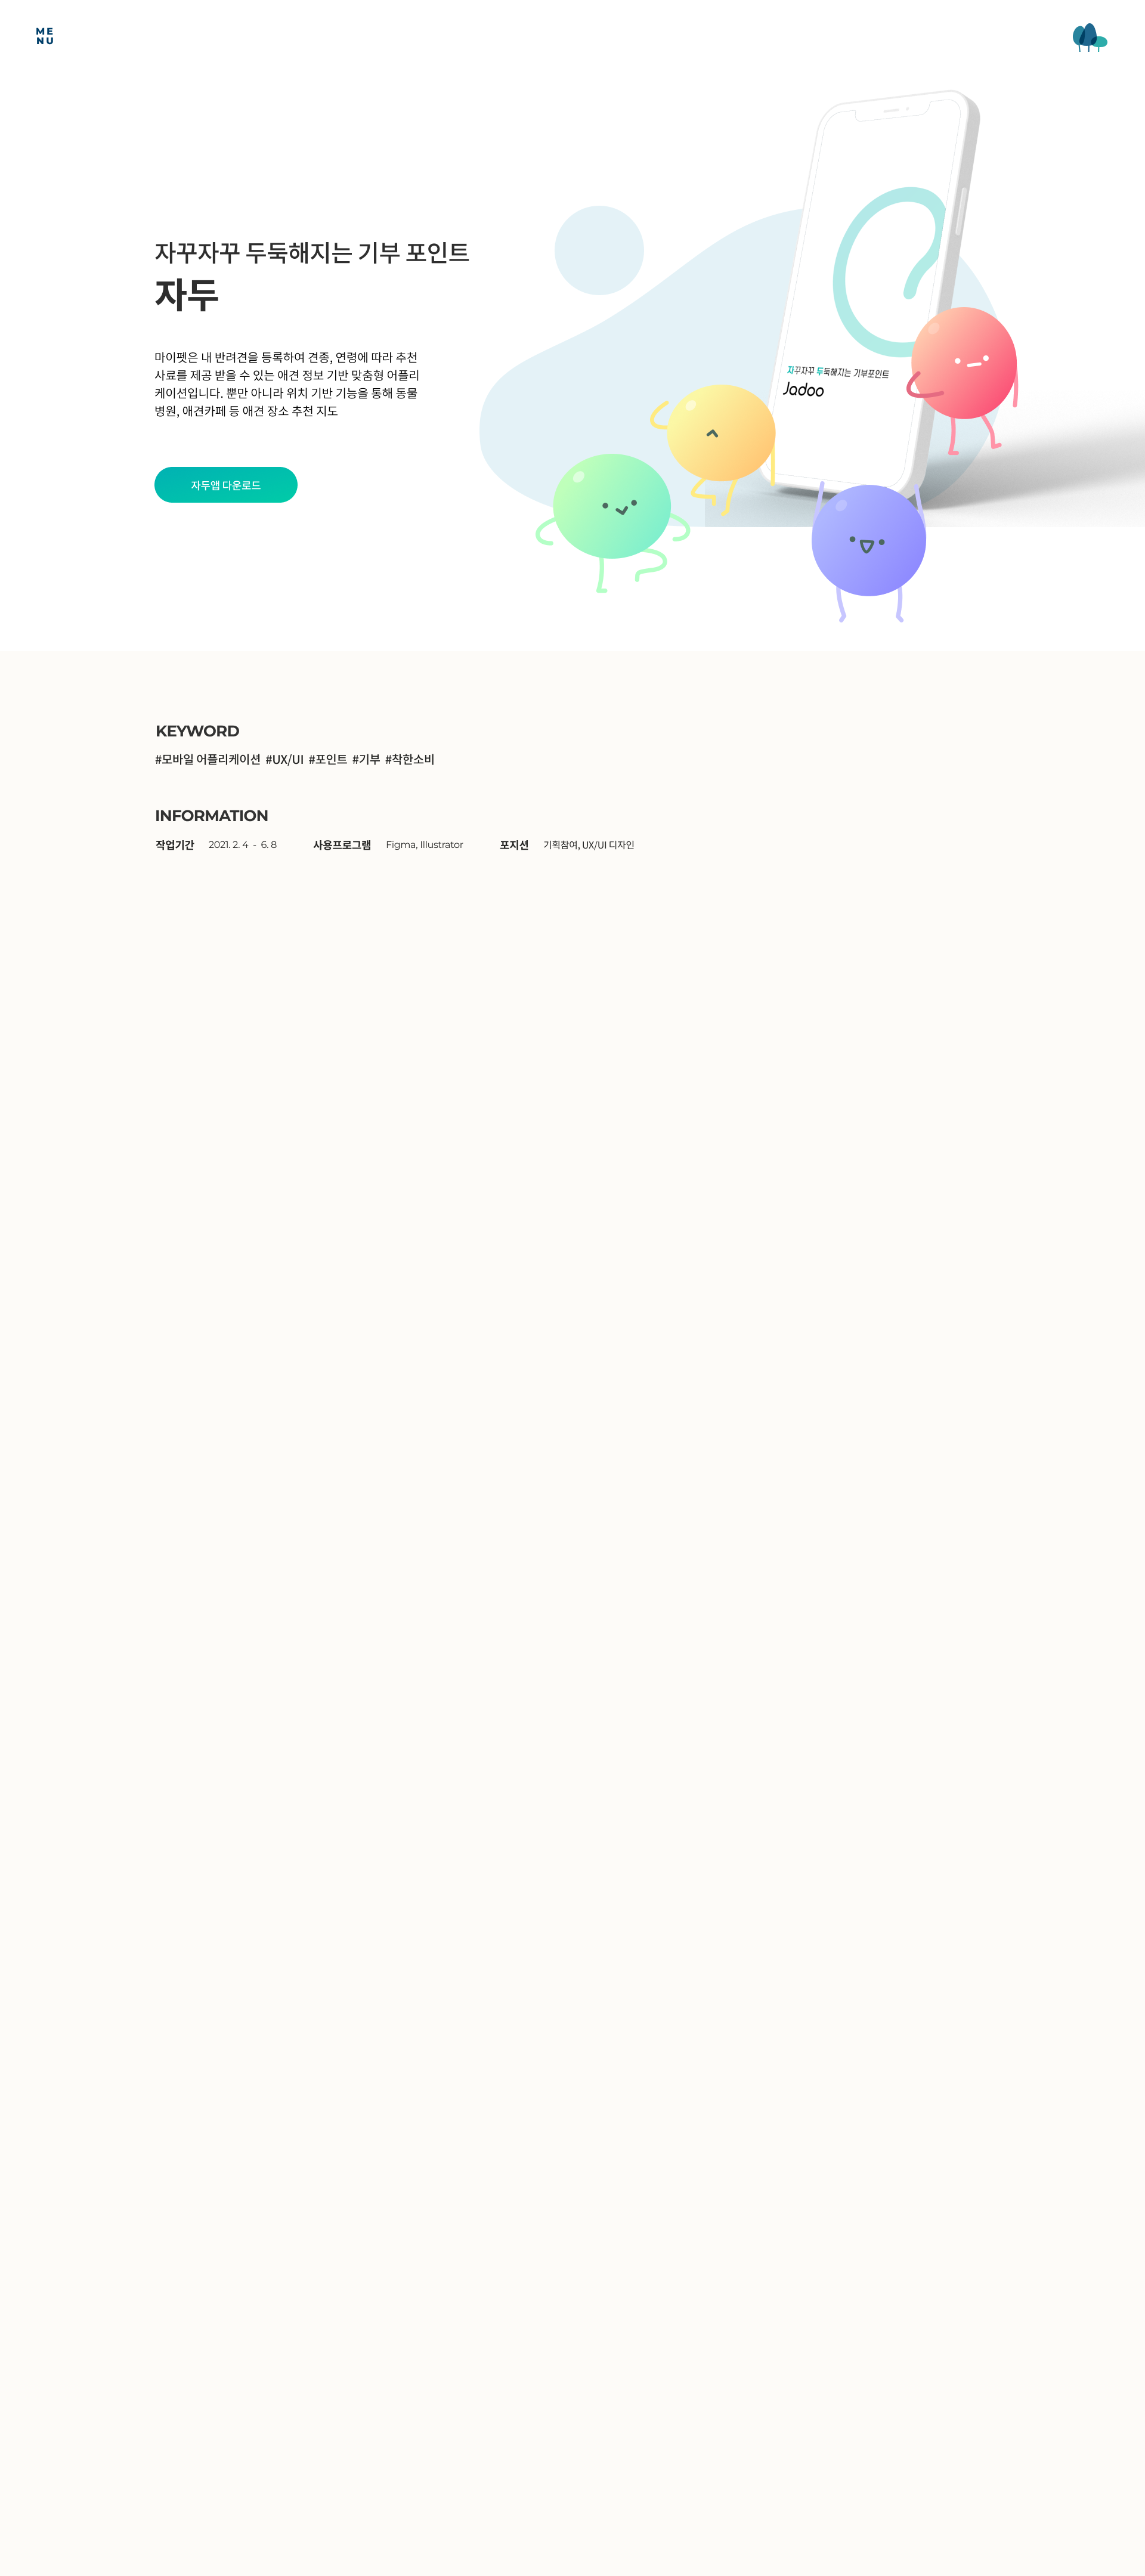 ME
NU
자꾸자꾸 두둑해지는 기부 포인트
자두
마이펫은 내 반려견을 등록하여 견종, 연령에 따라 추천
사료를 제공 받을 수 있는 애견 정보 기반 맞춤형 어플리
케이션입니다. 뿐만 아니라 위치 기반 기능을 통해 동물
병원, 애견카페 등 애견 장소 추천 지도
자두앱 다운로드
자꾸자꾸 두둑해지는 기부포인트
Jadoo
KEYWORD
#모바일 어플리케이션 #UX/UI #포인트 #기부 #착한소비
INFORMATION
작업기간 2021. 2. 4 - 6. 8 사용프로그램 Figma, Illustrator 포지션 기획참여, UX/UI 디자인